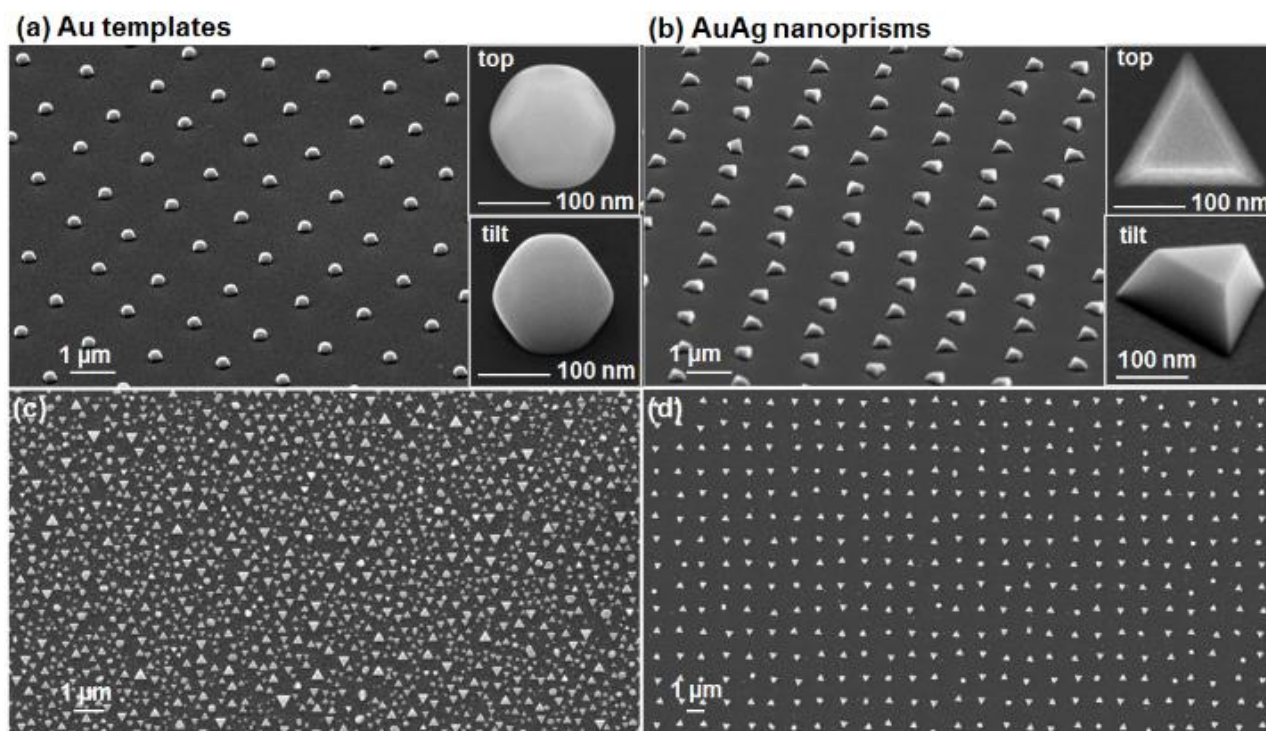 (a) Au templates
(b) AuAg nanoprisms
top
100 nm
tilt
100 nm
1 µm
top
100 nm
tilt
100 nm
1 µm
(c)
1 µm
(d)
1 µm